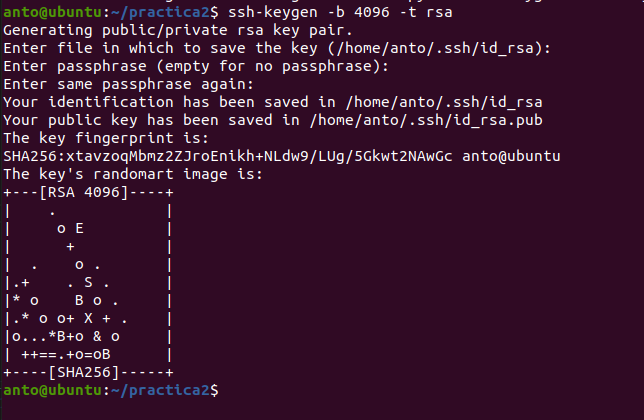 anto@ubuntu:~/practica2$ ssh-keygen -b 4096 -t rsa
Generating public/private rsa key pair.
Enter file in which to save the key (/home/anto/.ssh/id_rsa):
Enter passphrase (empty for no passphrase):
Enter same passphrase again:
Your identification has been saved in /home/anto/.ssh/id_rsa
Your public key has been saved in /home/anto/.ssh/id_rsa.pub
The key fingerprint is:
SHA256:xtavzoqMbmz2ZJroEnikh+NLdw9/LUg/5Gkwt2NAwGc anto@ubuntu
The key's randomart image is:
+---[RSA 4096]----+
|    .            |
|     o E         |
|      +          |
|  .    o .       |
|.+    . S .      |
|* o    B o .     |
|.* o o+ X + .    |
|o...*B+o & o     |
| ++==.+o=oB      |
+----[SHA256]-----+
anto@ubuntu:~/practica2$